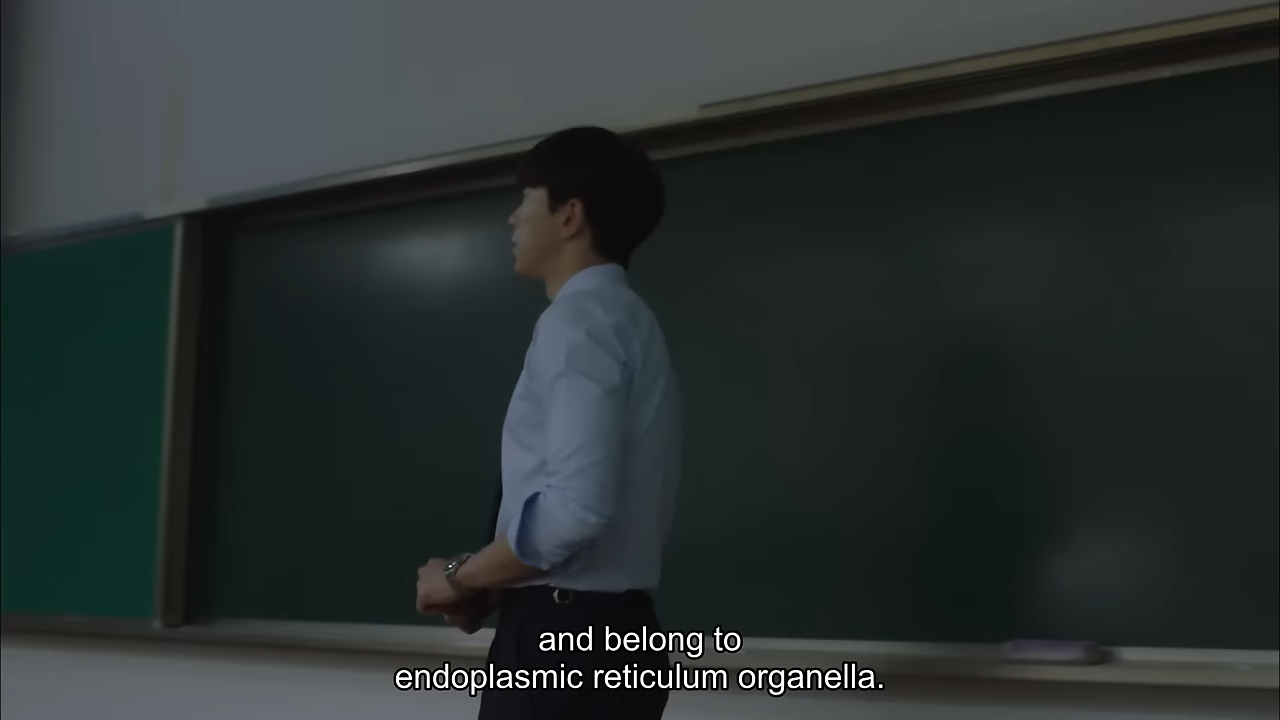 and belong to
endoplasmic reticulum organella.